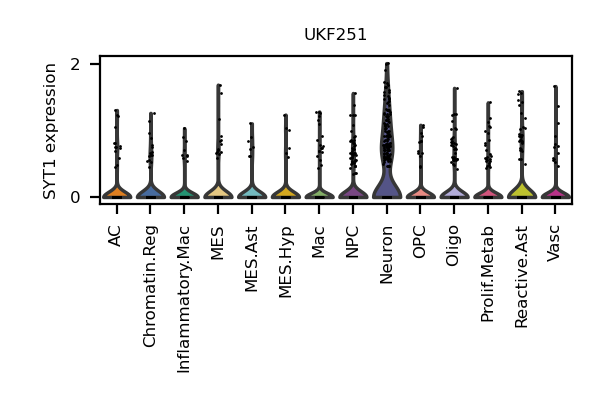 UKF251
SYT1 expression
2
0
AC
Chromatin.Reg
Inflammatory.Mac
MES
MES.Ast
MES.Hyp
Mac
NPC
Neuron
OPC
Oligo
Prolif.Metab
Reactive.Ast
Vasc